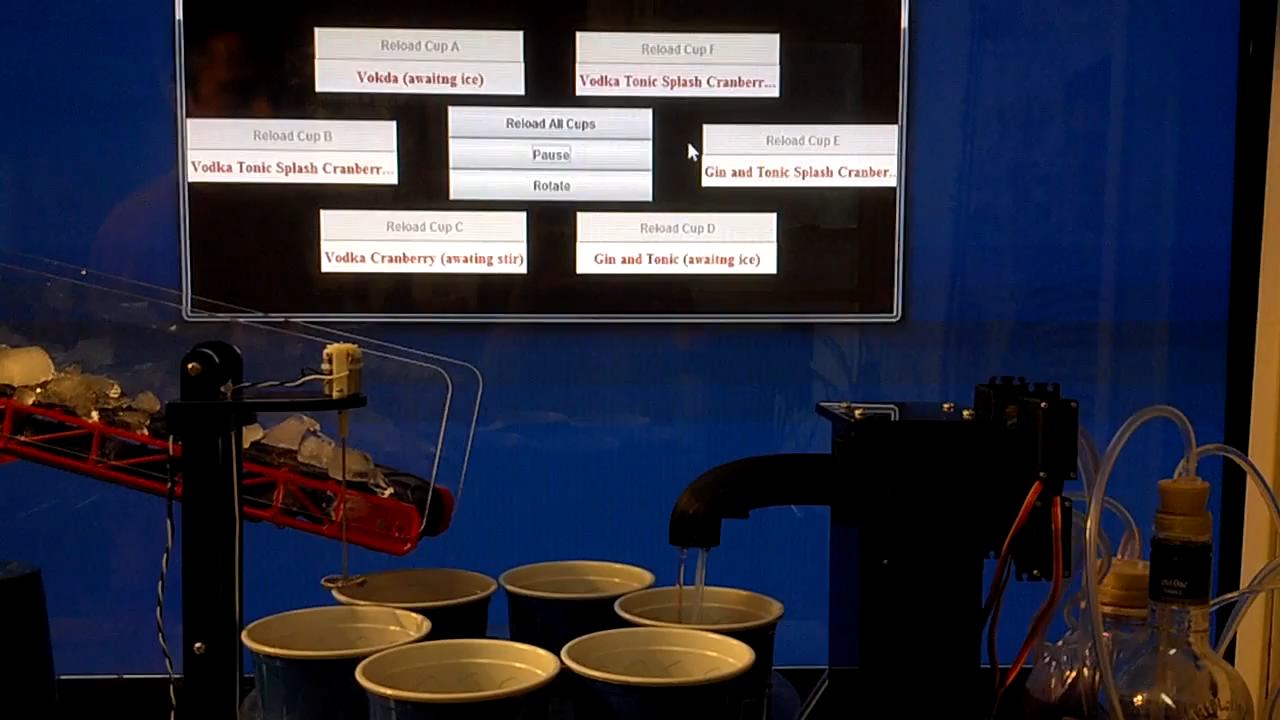 Reload Cup A
Vokda (awaitng ice)
Reload Cup F
Vodka Tonic Splash Cranberr...
Reload Cup B
Vodka Tonic Splash Cranberr...
Reload All Cups
Pause
Rotate
Reload Cup E
Gin and Tonic Splash Cranber..
Reload Cup C
Vodka Cranberry (awating stir)
Reload Cup D
Gin and Tonic (awaitng ice)